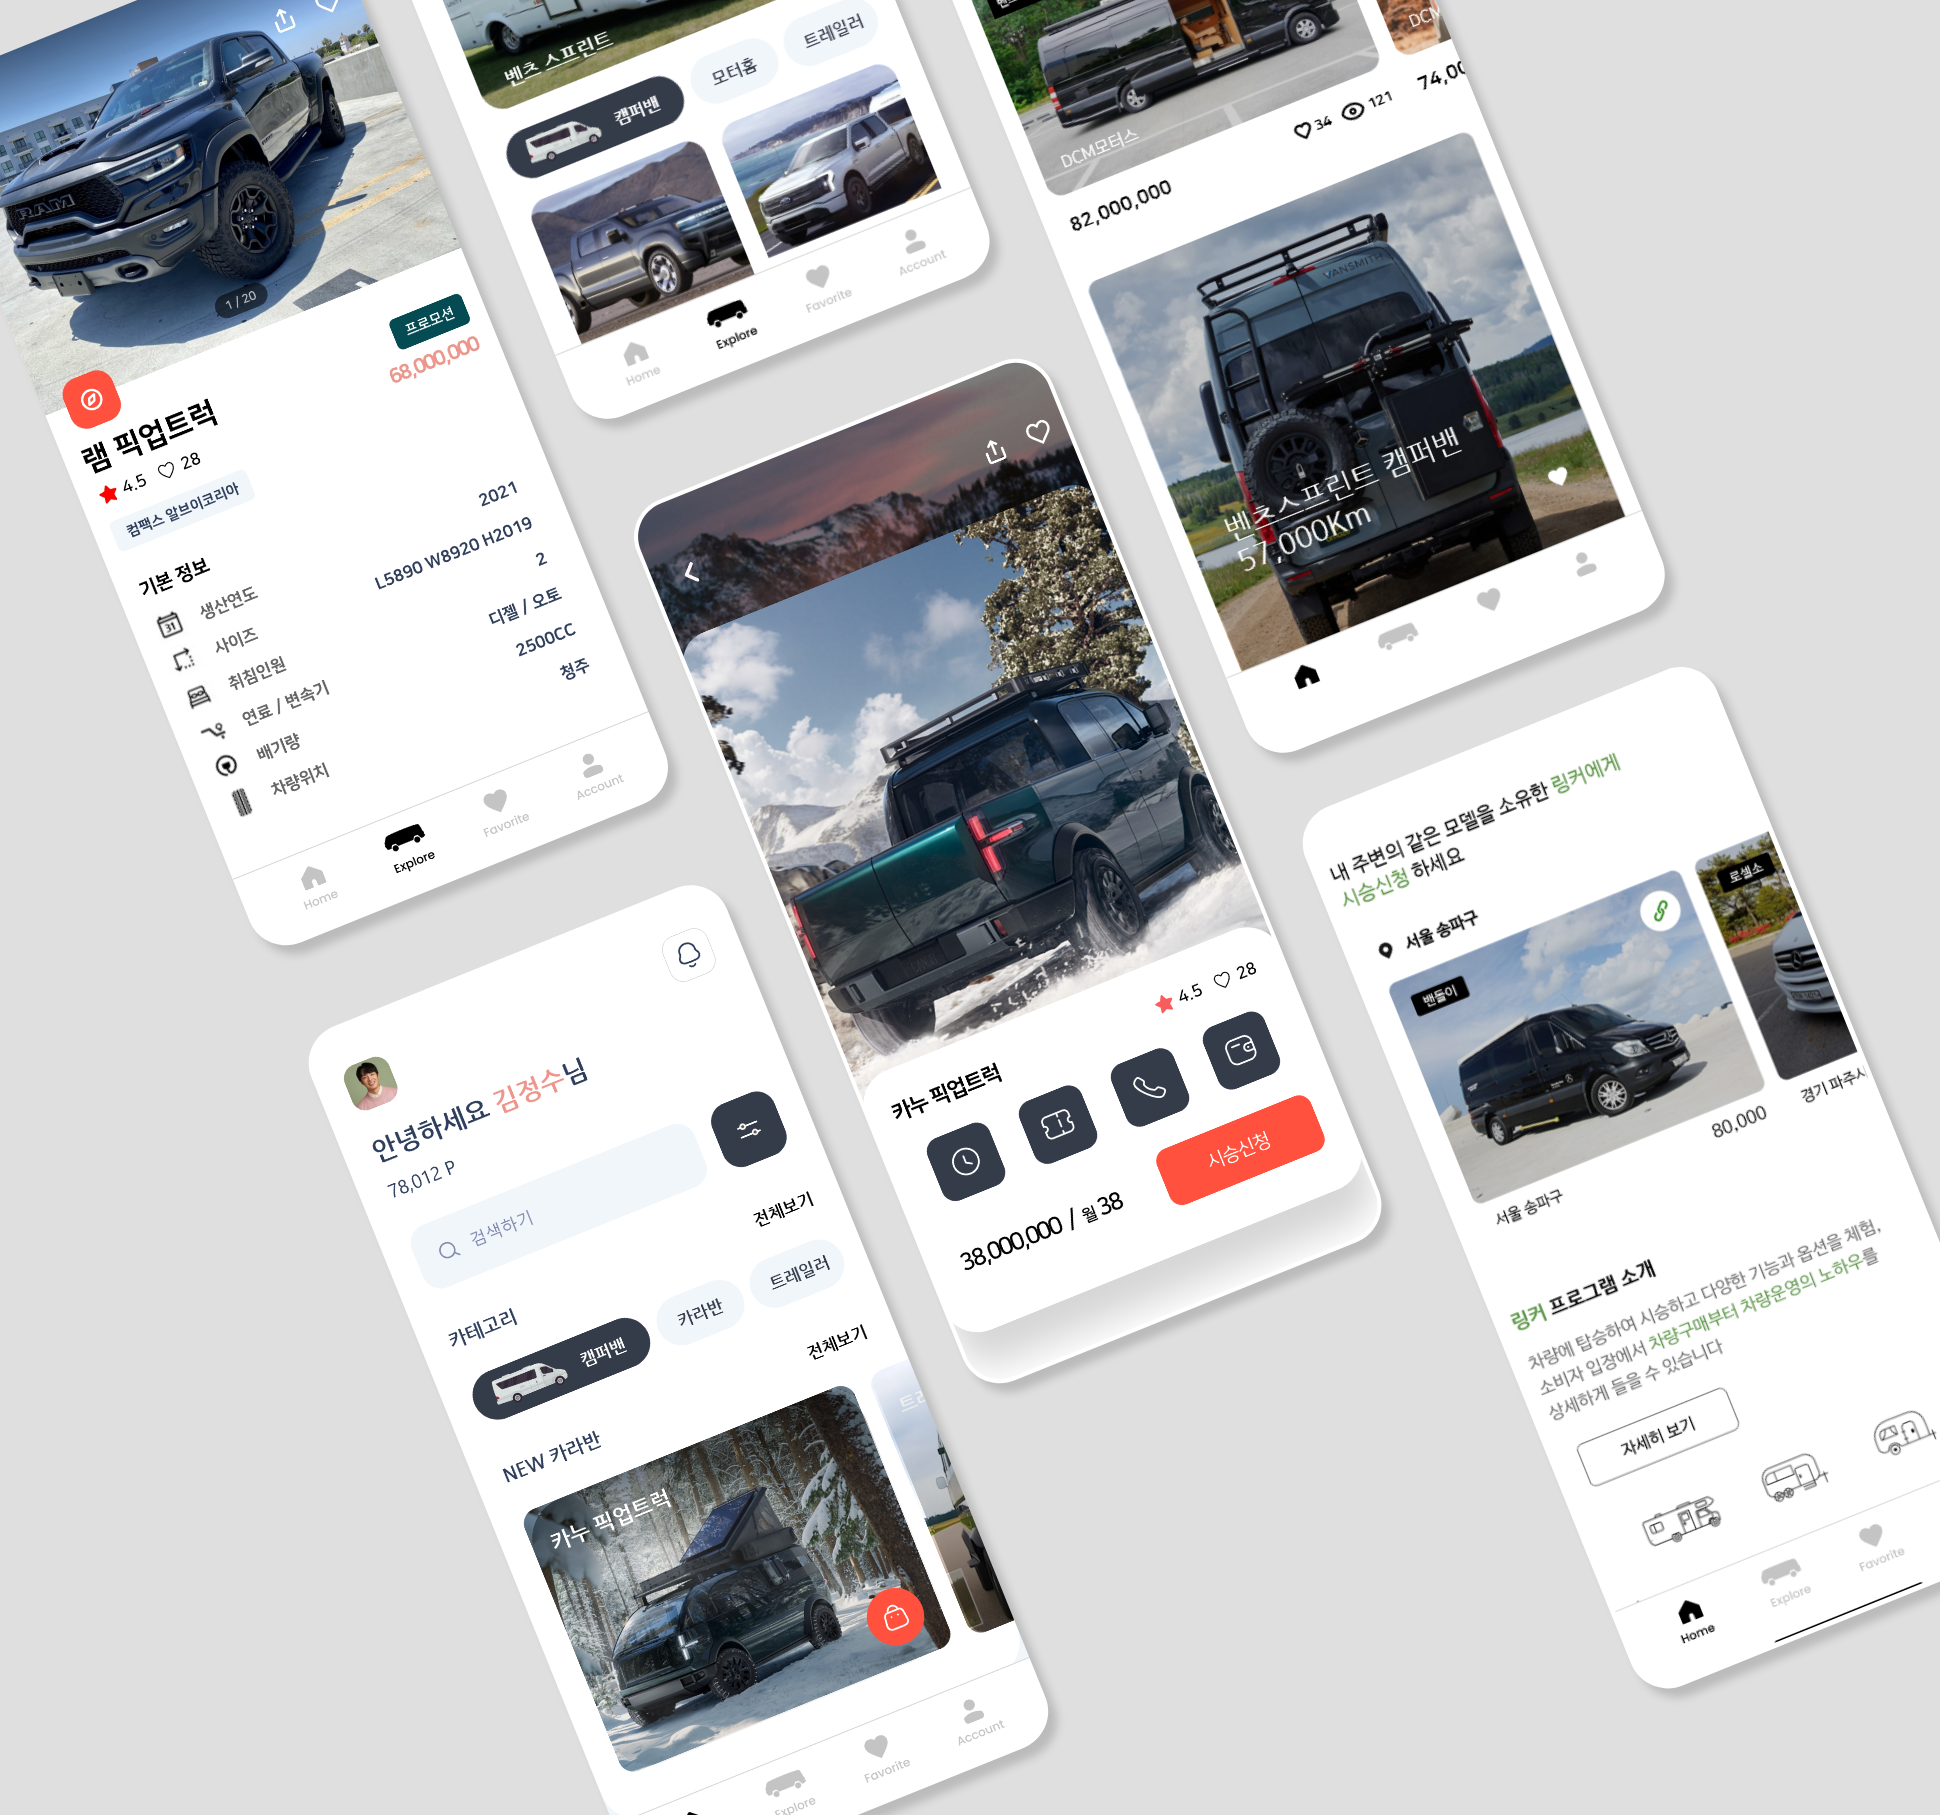 RAM
1 / 20
프로모션
68,000,000
램 픽업트럭
4.5 28
컴팩스 알브이코리아
기본 정보
생산연도 2021
사이즈 L5890 W8920 H2019
취침인원 2
연료 / 변속기 디젤 / 오토
배기량 2500CC
차량위치 청주
Home
Explore
Favorite
Account
벤츠 스프린트
캠퍼밴
모터홈
트레일러
Home
Explore
Favorite
Account
DCM모터스
34 121
82,000,000
DCM
74,00
VANSMITH
벤츠스프린트 캠퍼밴
57,000Km
4.5 28
카누 픽업트럭
시승신청
38,000,000 / 월 38
안녕하세요 김정수님
78,012 P
검색하기
전체보기
카테고리
캠퍼밴
카라반
트레일러
전체보기
NEW 카라반
카누 픽업트럭
Explore
Favorite
Account
내 주변의 같은 모델을 소유한 링커에게
시승신청 하세요
서울 송파구
밴돌이
로셀소
80,000
서울 송파구
경기 파주시
링커 프로그램 소개
차량에 탑승하여 시승하고 다양한 기능과 옵션을 체험,
소비자 입장에서 차량구매부터 차량운영의 노하우를
상세하게 들을 수 있습니다
자세히 보기
Home
Explore
Favorite